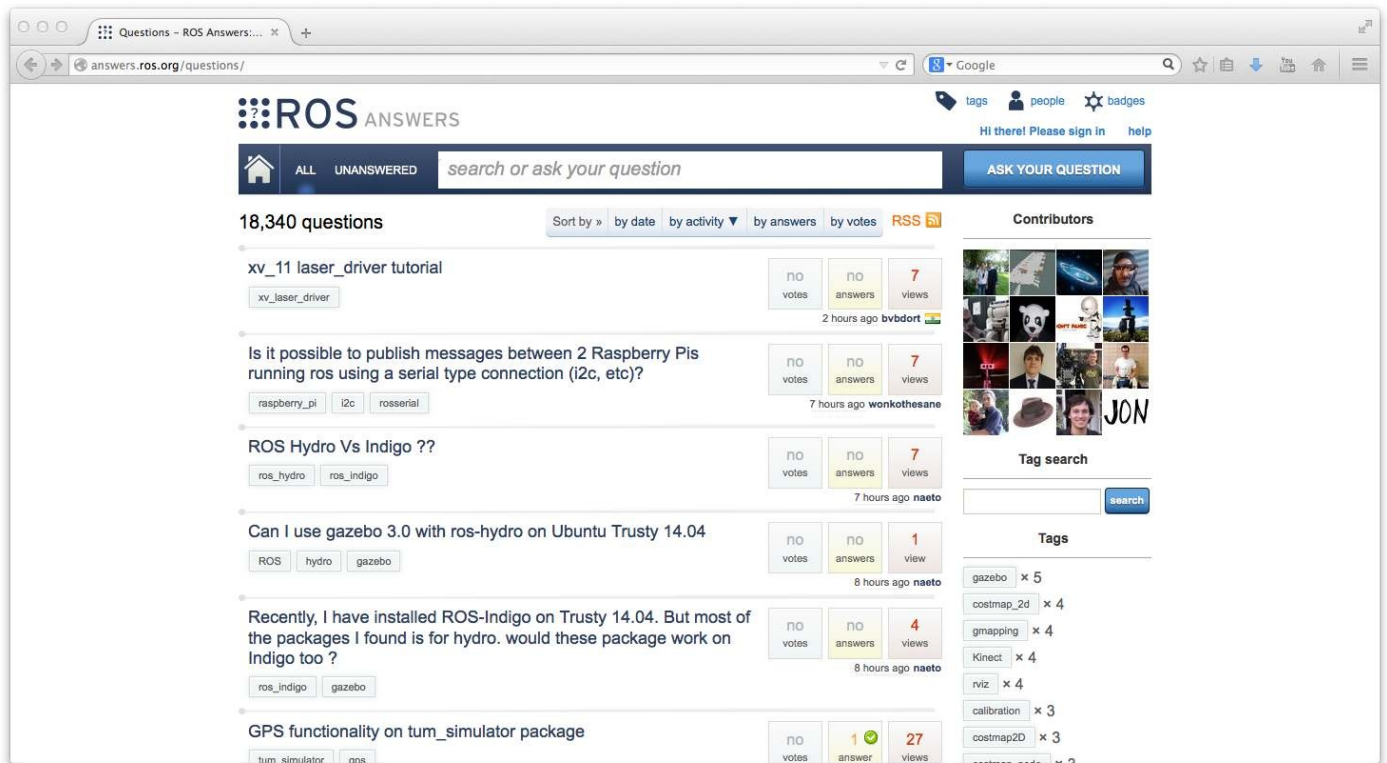 Questions – ROS Answers:...
answers.ros.org/questions/
Google
ROS ANSWERS
tags people badges
Hi there! Please sign in help
ALL UNANSWERED search or ask your question ASK YOUR QUESTION
18,340 questions
Sort by » by date by activity ▼ by answers by votes RSS
xv_11 laser_driver tutorial
xv_laser_driver
no votes no answers 7 views
2 hours ago bvbdort
Is it possible to publish messages between 2 Raspberry Pis
running ros using a serial type connection (i2c, etc)?
raspberry_pi i2c rosserial
no votes no answers 7 views
7 hours ago wonkothesane
ROS Hydro Vs Indigo ??
ros_hydro ros_indigo
no votes no answers 7 views
7 hours ago naeto
Can I use gazebo 3.0 with ros-hydro on Ubuntu Trusty 14.04
ROS hydro gazebo
no votes no answers 1 view
8 hours ago naeto
Recently, I have installed ROS-Indigo on Trusty 14.04. But most of
the packages I found is for hydro. would these package work on
Indigo too ?
ros_indigo gazebo
no votes no answers 4 views
8 hours ago naeto
GPS functionality on tum_simulator package
tum_simulator gps
no votes 1 answer 27 views
Contributors
DON'T PANIC
JON
Tag search
search
Tags
gazebo × 5
costmap_2d × 4
gmapping × 4
Kinect × 4
rviz × 4
calibration × 3
costmap2D × 3